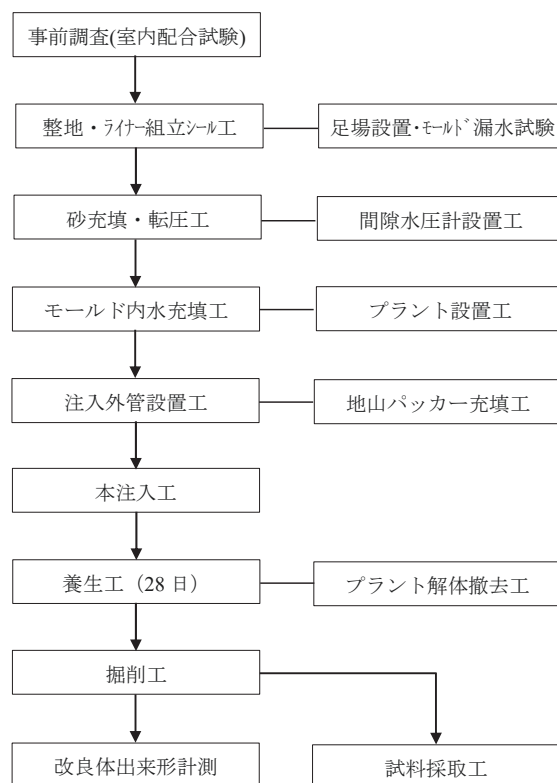 事前調査(室内配合試験)
整地・ﾗｲﾅｰ組立ｼｰﾙ工
足場設置・ﾓｰﾙﾄﾞ漏水試験
砂充填・転圧工
間隙水圧計設置工
モールド内水充填工
プラント設置工
注入外管設置工
地山パッカー充填工
本注入工
養生工（28 日）
プラント解体撤去工
掘削工
改良体出来形計測
試料採取工